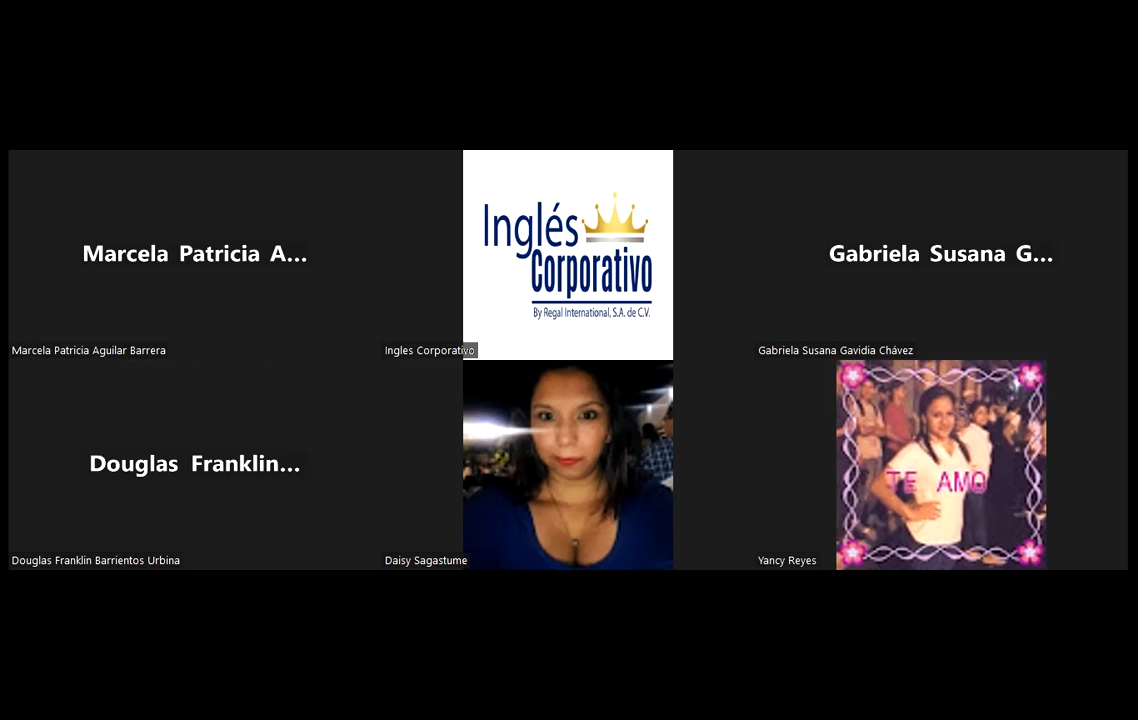 Marcela Patricia A...
Marcela Patricia Aguilar Barrera
Inglés
Corporativo
By Regal International, S.A. de C.V.
Ingles Corporativo
Gabriela Susana G...
Gabriela Susana Gavidia Chávez
Douglas Franklin...
Douglas Franklin Barrientos Urbina
Daisy Sagastume
TE AMO
Yancy Reyes